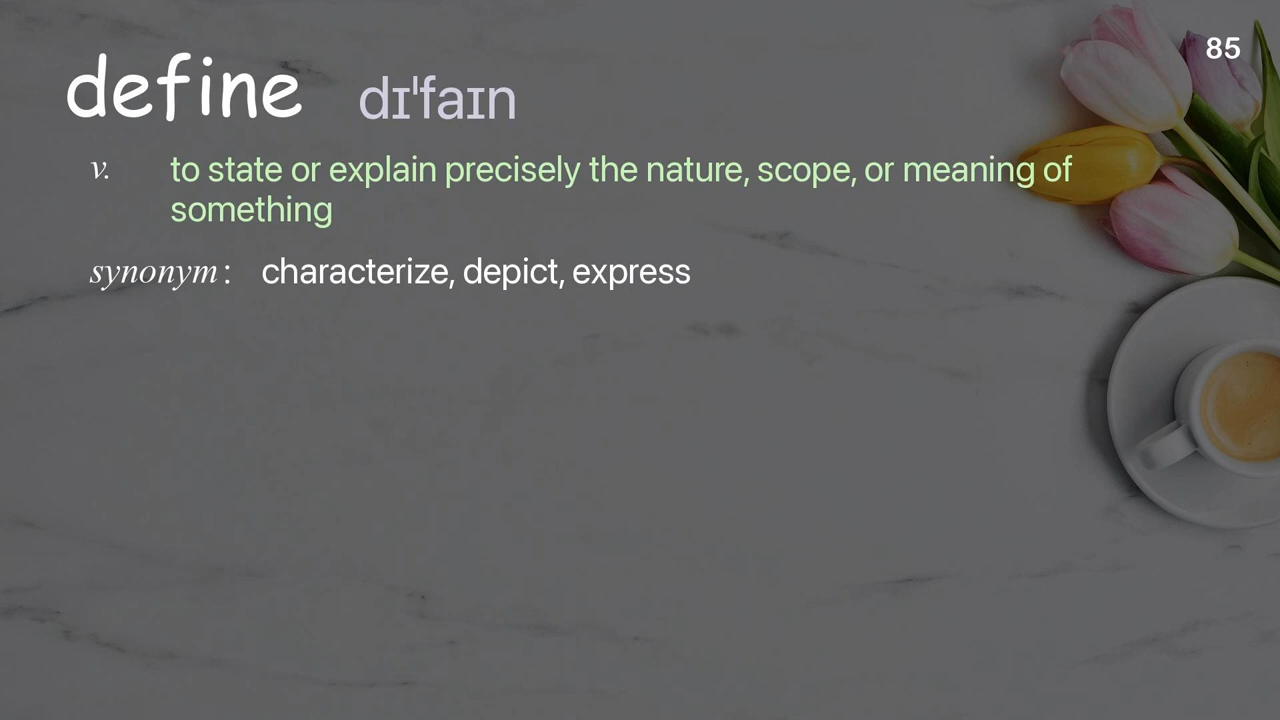 85
define dɪˈfaɪn
v. to state or explain precisely the nature, scope, or meaning of
something
synonym : characterize, depict, express